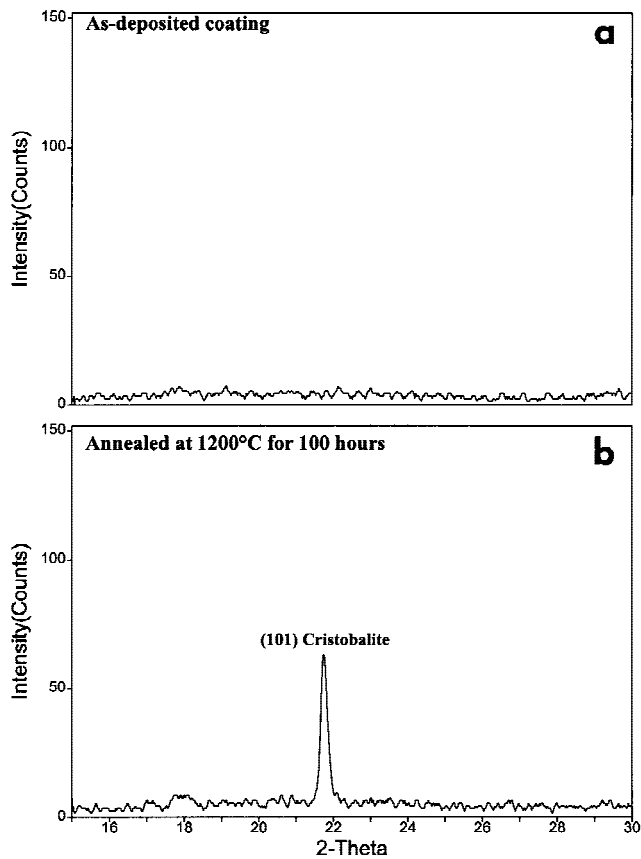 As-deposited coating
a
150
100
50
0
Intensity(Counts)
Annealed at 1200°C for 100 hours
b
150
100
50
0
Intensity(Counts)
(101) Cristobalite
16 18 20 22 24 26 28 30
2-Theta